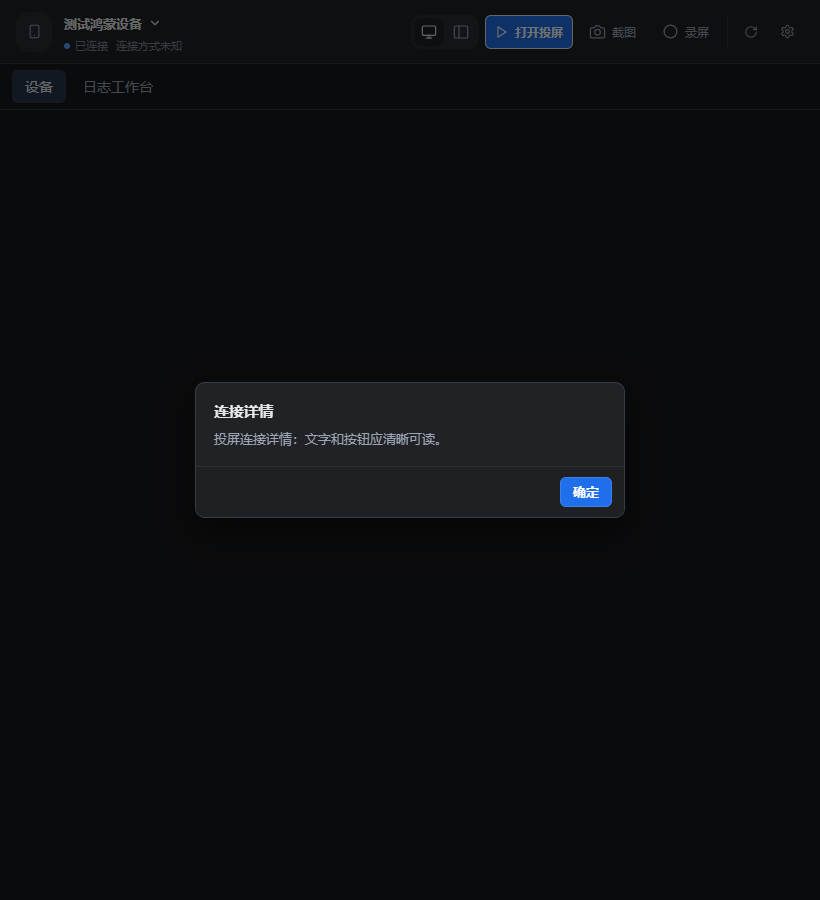 测试鸿蒙设备
已连接 连接方式未知
打开投屏
截图
录屏
设备
日志工作台
连接详情
投屏连接详情：文字和按钮应清晰可读。
确定